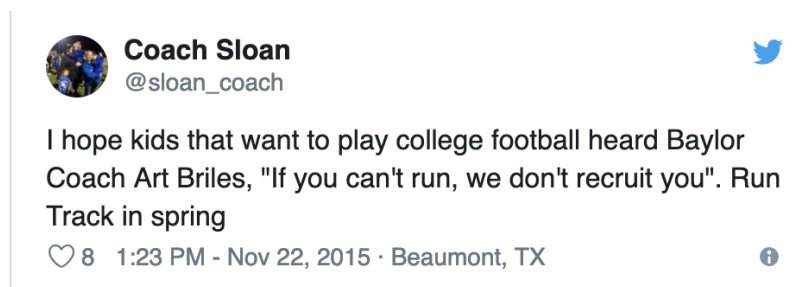 Coach Sloan
@sloan_coach
I hope kids that want to play college football heard Baylor
Coach Art Briles, "If you can't run, we don't recruit you". Run
Track in spring
8 1:23 PM - Nov 22, 2015 · Beaumont, TX